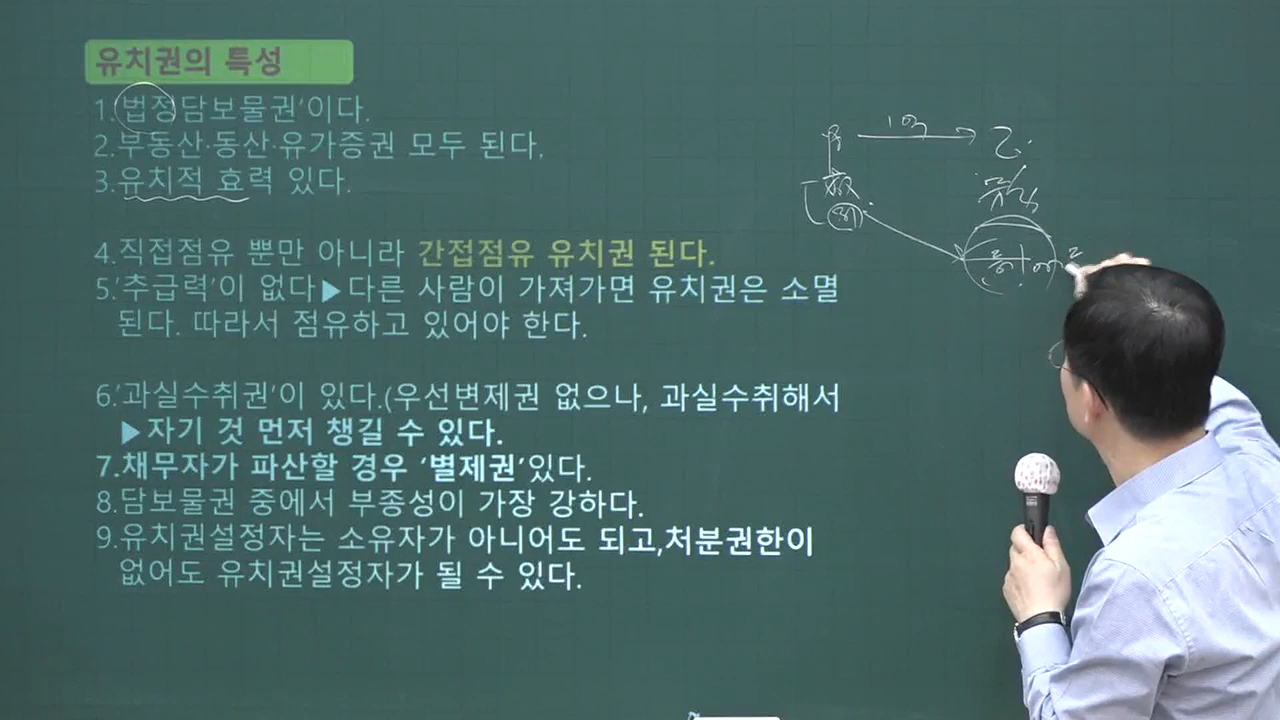 유치권의 특성
1.'법정담보물권'이다.
2.부동산·동산·유가증권 모두 된다.
3.유치적 효력 있다.
4.직접점유 뿐만 아니라 간접점유 유치권 된다.
5.'추급력'이 없다▶다른 사람이 가져가면 유치권은 소멸
된다. 따라서 점유하고 있어야 한다.
6.'과실수취권'이 있다.(우선변제권 없으나, 과실수취해서
▶자기 것 먼저 챙길 수 있다.
7.채무자가 파산할 경우 '별제권'있다.
8.담보물권 중에서 부종성이 가장 강하다.
9.유치권설정자는 소유자가 아니어도 되고,처분권한이
없어도 유치권설정자가 될 수 있다.
甲 1억 乙